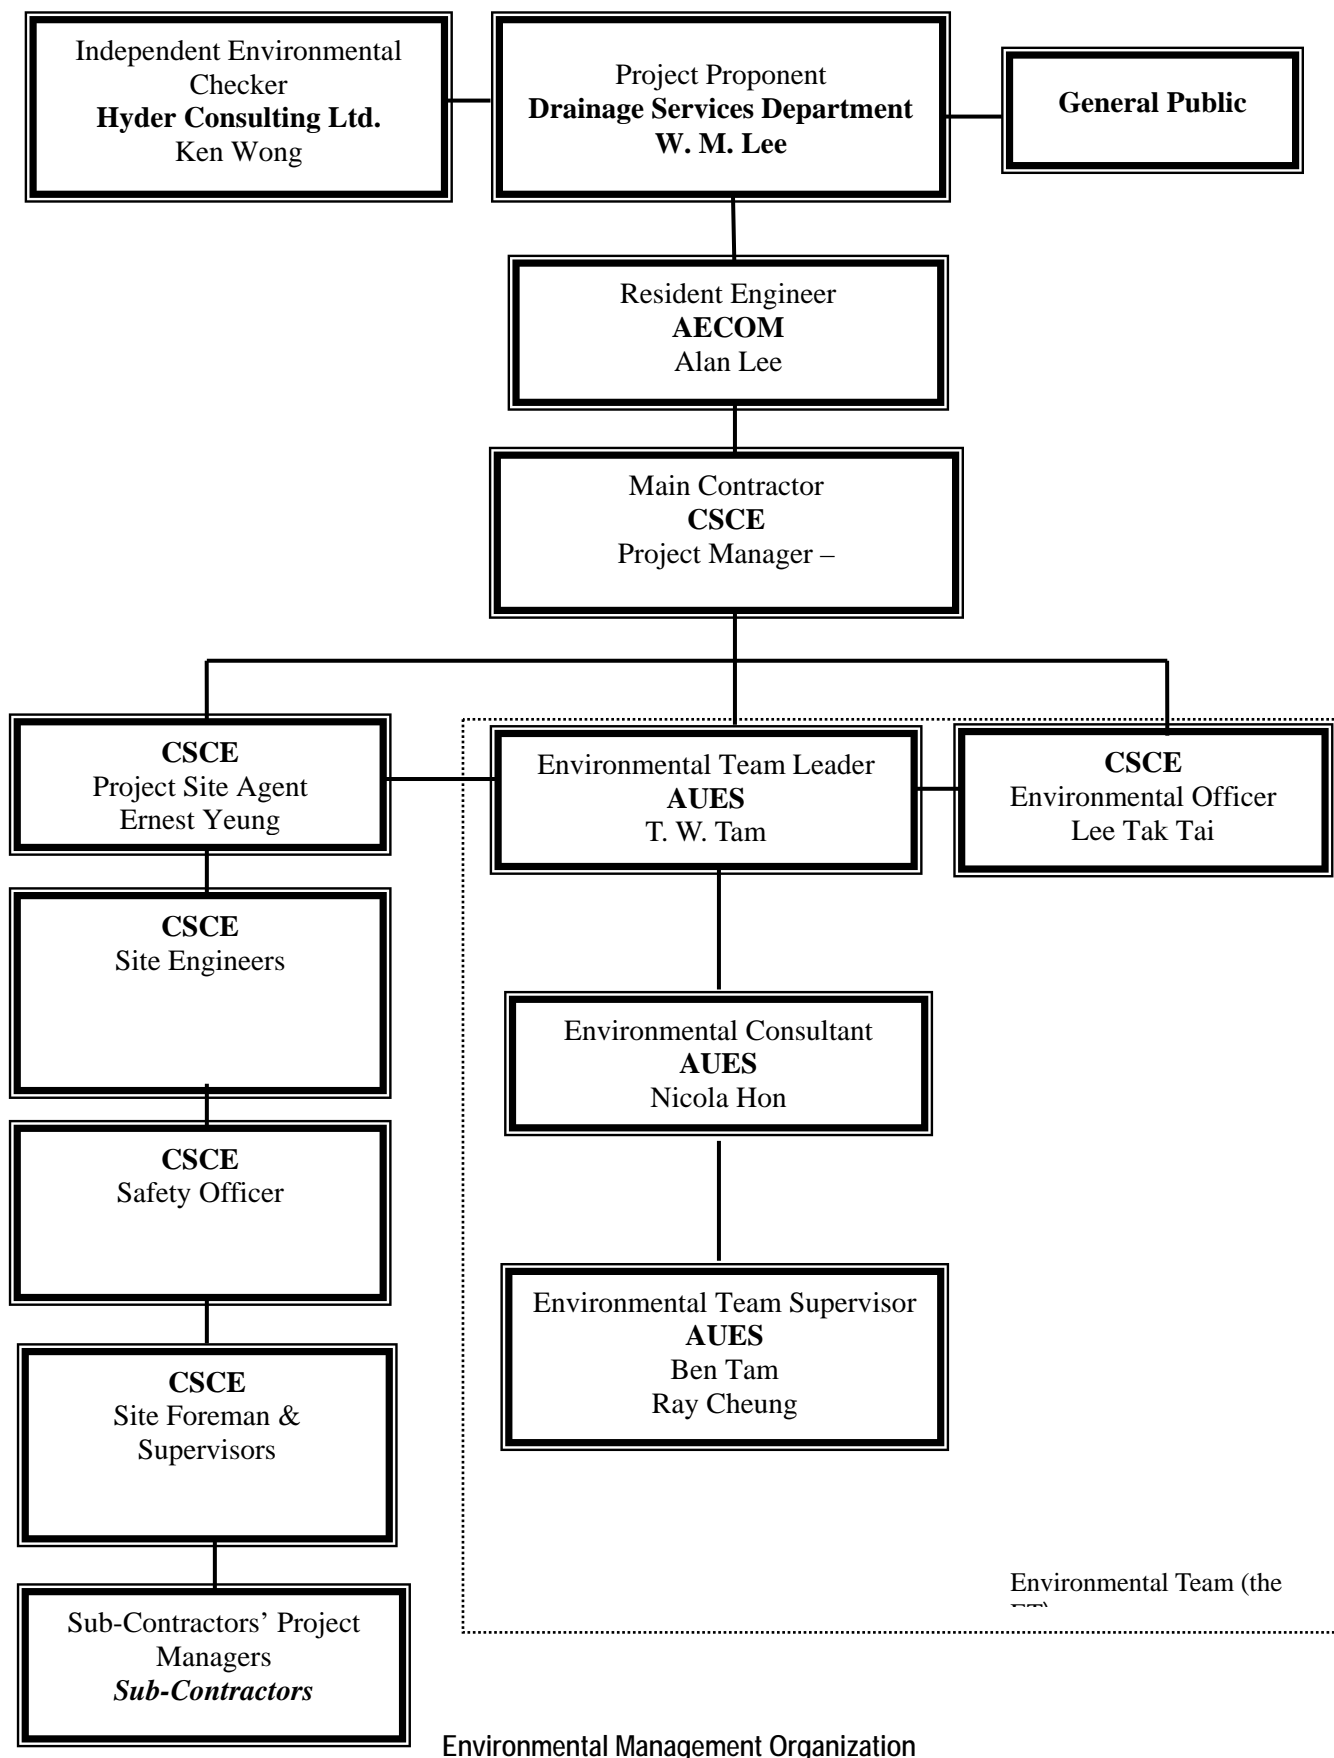 Independent Environmental
Checker
Hyder Consulting Ltd.
Ken Wong
Project Proponent
Drainage Services Department
W. M. Lee
General Public
Resident Engineer
AECOM
Alan Lee
Main Contractor
CSCE
Project Manager –
CSCE
Project Site Agent
Ernest Yeung
Environmental Team Leader
AUES
T. W. Tam
CSCE
Environmental Officer
Lee Tak Tai
CSCE
Site Engineers
Environmental Consultant
AUES
Nicola Hon
CSCE
Safety Officer
Environmental Team Supervisor
AUES
Ben Tam
Ray Cheung
CSCE
Site Foreman &
Supervisors
Environmental Team (the
Sub-Contractors’ Project
Managers
Sub-Contractors
Environmental Management Organization